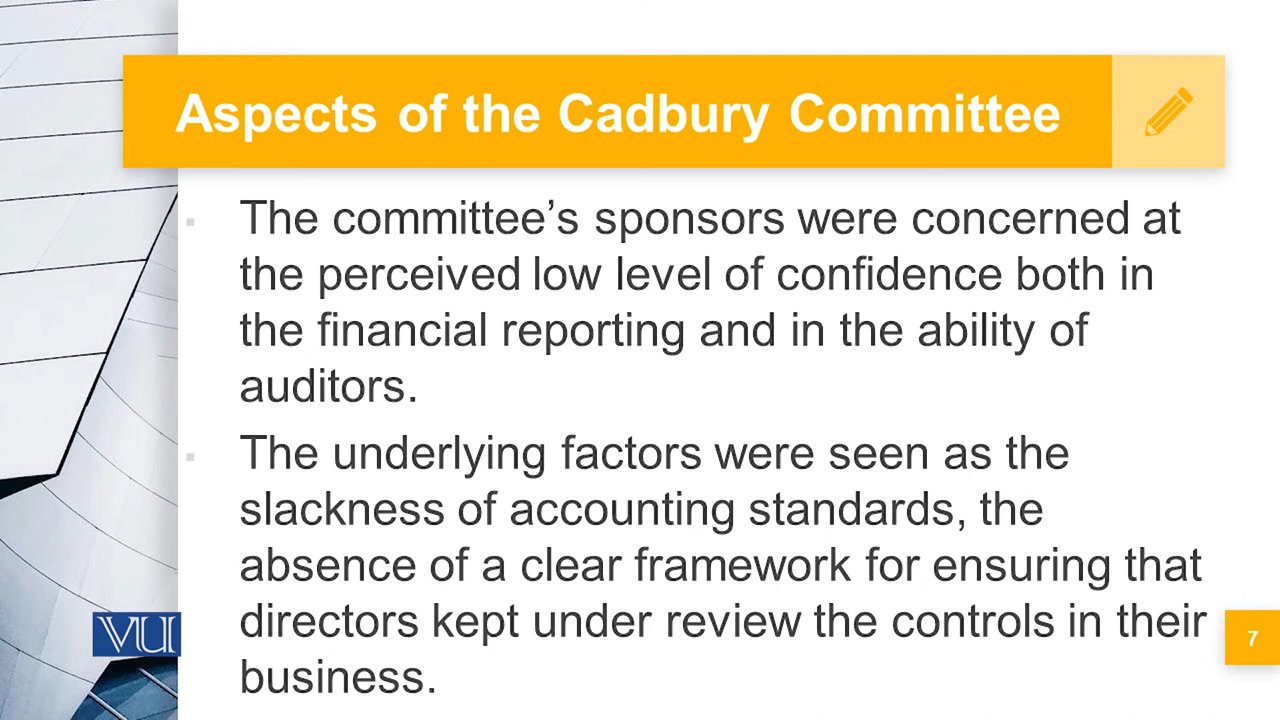 Aspects of the Cadbury Committee
▪ The committee’s sponsors were concerned at
the perceived low level of confidence both in
the financial reporting and in the ability of
auditors.
▪ The underlying factors were seen as the
slackness of accounting standards, the
absence of a clear framework for ensuring that
directors kept under review the controls in their
business.
VU
7